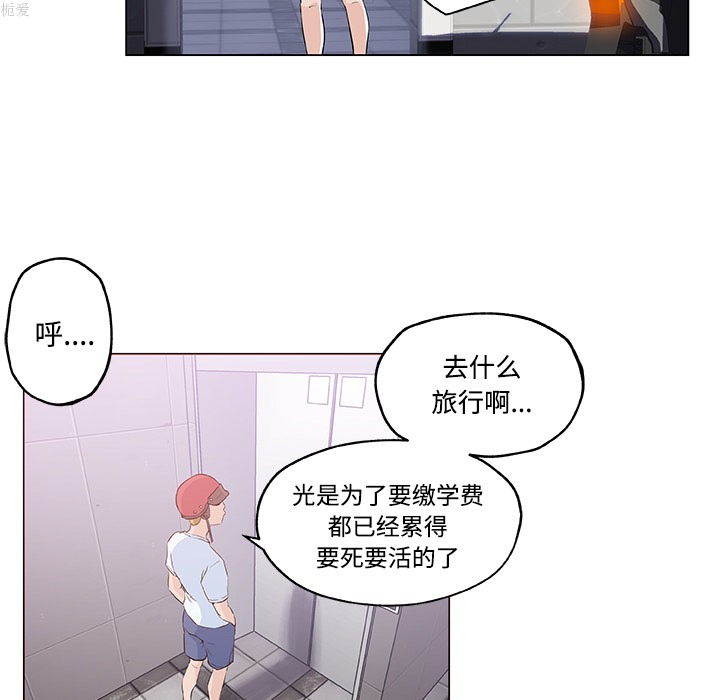 栀爱
呼....
去什么
旅行啊...
光是为了要缴学费
都已经累得
要死要活的了